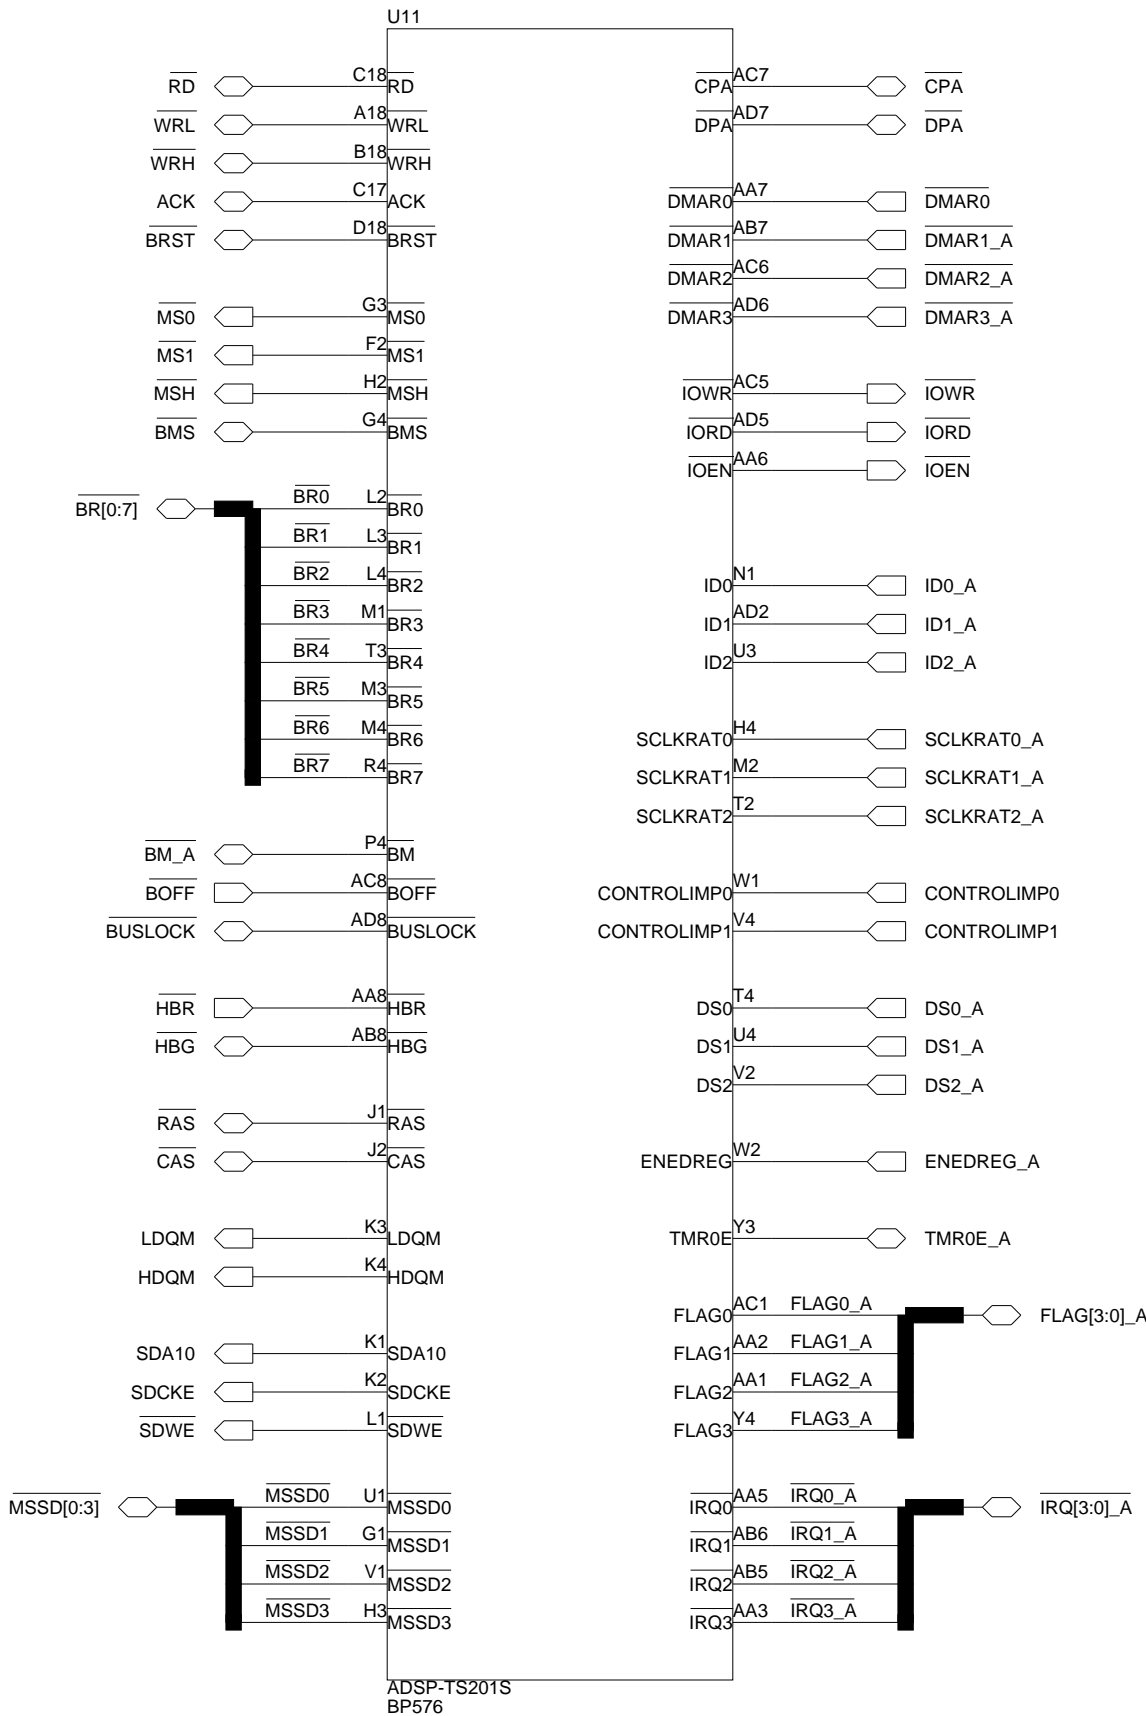 U11
RD C18 RD CPA AC7 CPA
WRL A18 WRL DPA AD7 DPA
WRH B18 WRH
ACK C17 ACK DMAR0 AA7 DMAR0
BRST D18 BRST DMAR1 AB7 DMAR1_A
DMAR2 AC6 DMAR2_A
MS0 G3 MS0 DMAR3 AD6 DMAR3_A
MS1 F2 MS1
MSH H2 MSH IOWR AC5 IOWR
BMS G4 BMS IORD AD5 IORD
IOEN AA6 IOEN
BR[0:7] BR0 L2 BR0
BR1 L3 BR1
BR2 L4 BR2 ID0 N1 ID0_A
BR3 M1 BR3 ID1 AD2 ID1_A
BR4 T3 BR4 ID2 U3 ID2_A
BR5 M3 BR5
BR6 M4 BR6 SCLKRAT0 H4 SCLKRAT0_A
BR7 R4 BR7 SCLKRAT1 M2 SCLKRAT1_A
SCLKRAT2 T2 SCLKRAT2_A
BM_A P4 BM
BOFF AC8 BOFF CONTROLIMP0 W1 CONTROLIMP0
BUSLOCK AD8 BUSLOCK CONTROLIMP1 V4 CONTROLIMP1
HBR AA8 HBR DS0 T4 DS0_A
HBG AB8 HBG DS1 U4 DS1_A
DS2 V2 DS2_A
RAS J1 RAS
CAS J2 CAS ENEDREG W2 ENEDREG_A
LDQM K3 LDQM TMR0E Y3 TMR0E_A
HDQM K4 HDQM
FLAG0 AC1 FLAG0_A FLAG[3:0]_A
SDA10 K1 SDA10 FLAG1 AA2 FLAG1_A
SDCKE K2 SDCKE FLAG2 AA1 FLAG2_A
SDWE L1 SDWE FLAG3 Y4 FLAG3_A
MSSD[0:3] MSSD0 U1 MSSD0 IRQ0 AA5 IRQ0_A IRQ[3:0]_A
MSSD1 G1 MSSD1 IRQ1 AB6 IRQ1_A
MSSD2 V1 MSSD2 IRQ2 AB5 IRQ2_A
MSSD3 H3 MSSD3 IRQ3 AA3 IRQ3_A
ADSP-TS201S
BP576